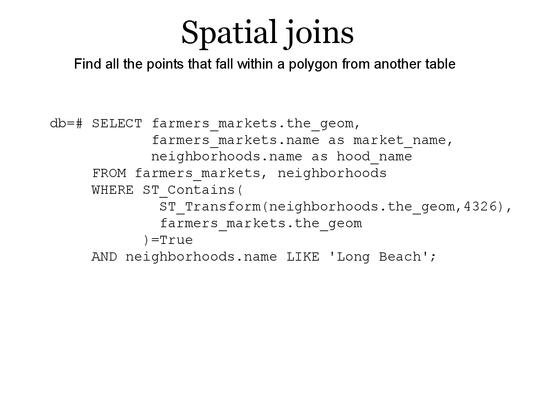 Spatial joins
Find all the points that fall within a polygon from another table
db=# SELECT farmers_markets.the_geom,
farmers_markets.name as market_name,
neighborhoods.name as hood_name
FROM farmers_markets, neighborhoods
WHERE ST_Contains(
ST_Transform(neighborhoods.the_geom,4326),
farmers_markets.the_geom
)=True
AND neighborhoods.name LIKE 'Long Beach';